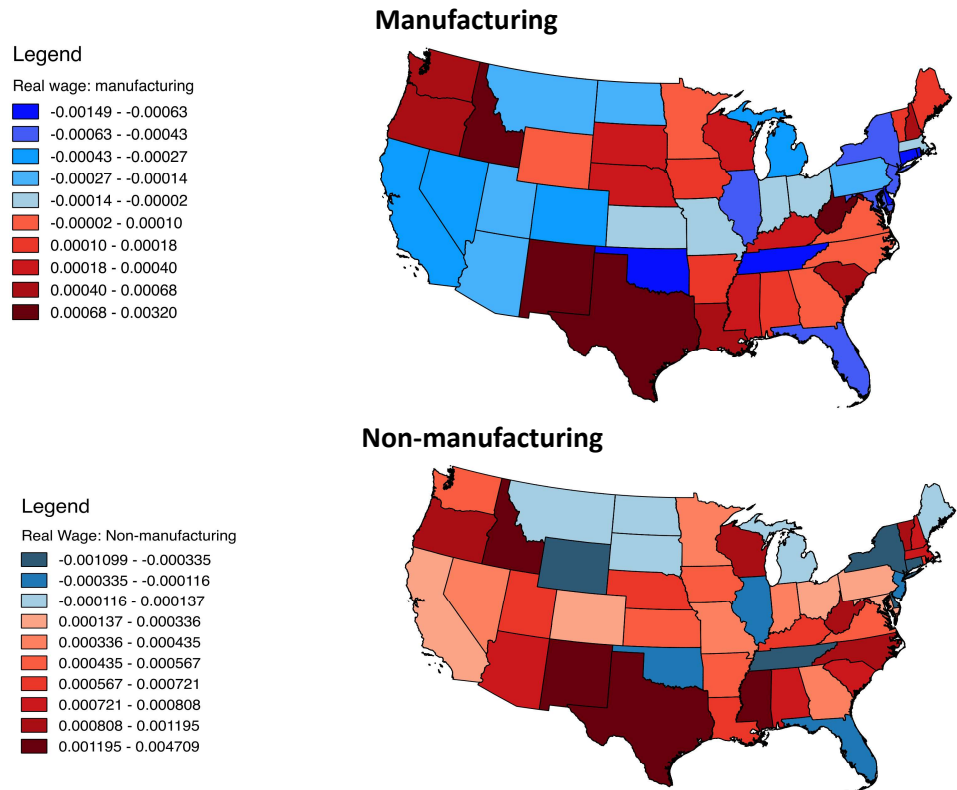 Manufacturing
Legend
Real wage: manufacturing
-0.00149 - -0.00063
-0.00063 - -0.00043
-0.00043 - -0.00027
-0.00027 - -0.00014
-0.00014 - -0.00002
-0.00002 - 0.00010
0.00010 - 0.00018
0.00018 - 0.00040
0.00040 - 0.00068
0.00068 - 0.00320
Non-manufacturing
Legend
Real Wage: Non-manufacturing
-0.001099 - -0.000335
-0.000335 - -0.000116
-0.000116 - 0.000137
0.000137 - 0.000336
0.000336 - 0.000435
0.000435 - 0.000567
0.000567 - 0.000721
0.000721 - 0.000808
0.000808 - 0.001195
0.001195 - 0.004709